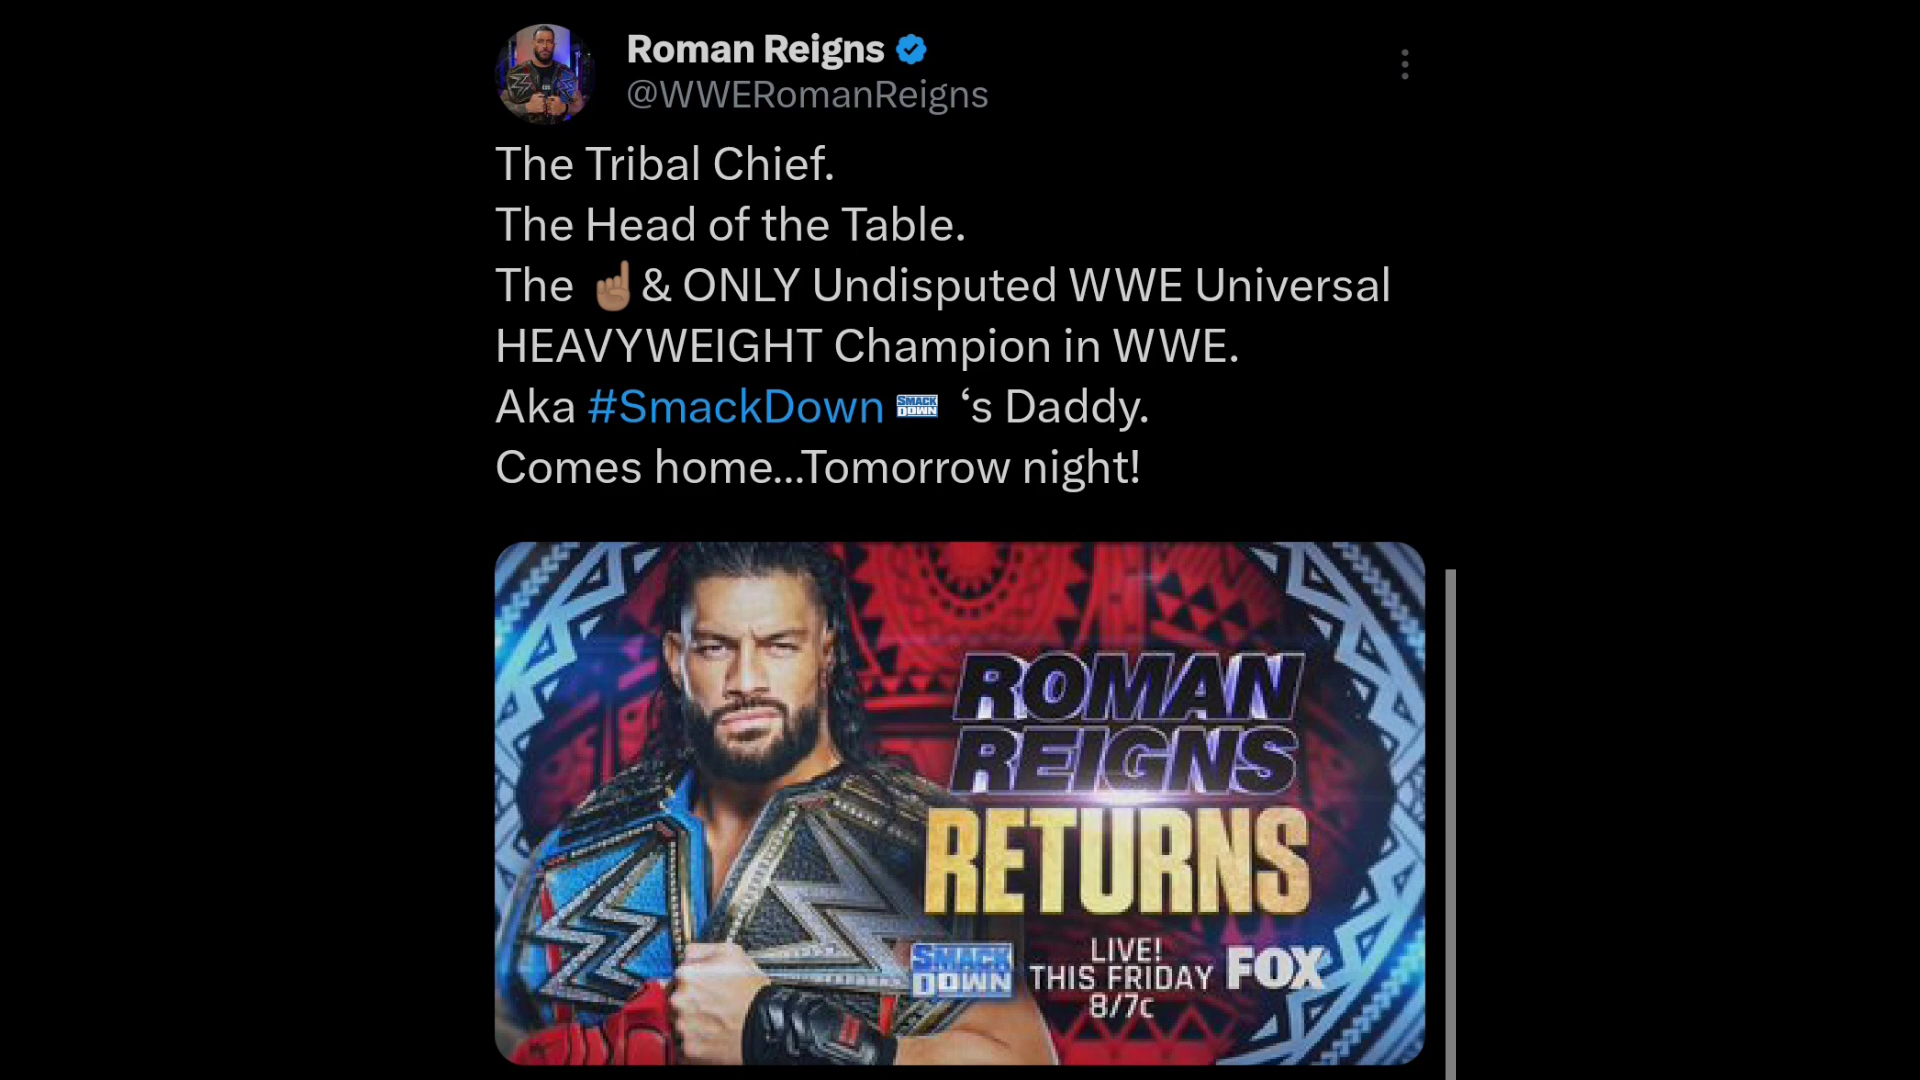 Roman Reigns
@WWERomanReigns
The Tribal Chief.
The Head of the Table.
The ☝🏽& ONLY Undisputed WWE Universal
HEAVYWEIGHT Champion in WWE.
Aka #SmackDown SMACK DOWN ‘s Daddy.
Comes home...Tomorrow night!
ROMAN
REIGNS
RETURNS
SMACK
DOWN
LIVE!
THIS FRIDAY
8/7c
FOX